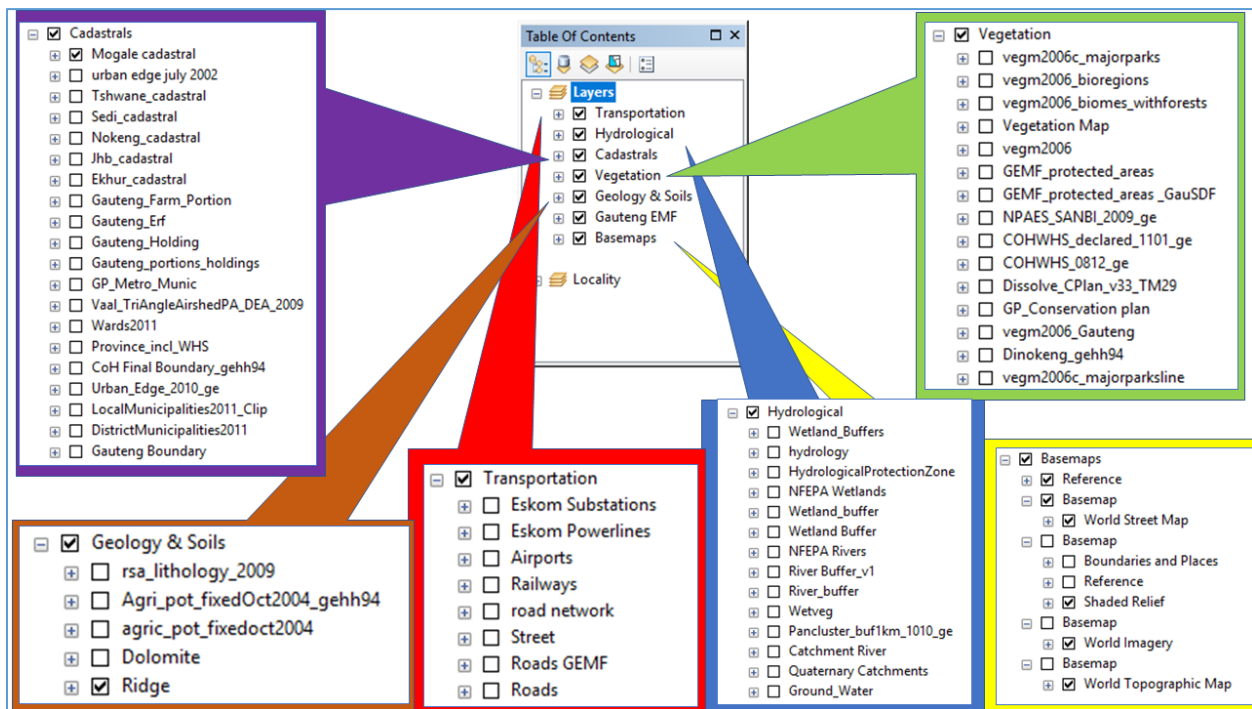 Cadastrals
Mogale cadastral
urban edge july 2002
Tshwane_cadastral
Sedi_cadastral
Nokeng_cadastral
Jhb_cadastral
Ekhur_cadastral
Gauteng_Farm_Portion
Gauteng_Erf
Gauteng_Holding
Gauteng_portions_holdings
GP_Metro_Munic
Vaal_TriAngleAirshedPA_DEA_2009
Wards2011
Province_incl_WHS
CoH Final Boundary_gehh94
Urban_Edge_2010_ge
LocalMunicipalities2011_Clip
DistrictMunicipalities2011
Gauteng Boundary
Table Of Contents
Layers
Transportation
Hydrological
Cadastrals
Vegetation
Geology & Soils
Gauteng EMF
Basemaps
Locality
Vegetation
vegm2006c_majorparks
vegm2006_bioregions
vegm2006_biomes_withforests
Vegetation Map
vegm2006
GEMF_protected_areas
GEMF_protected_areas _GauSDF
NPAES_SANBI_2009_ge
COHWHS_declared_1101_ge
COHWHS_0812_ge
Dissolve_CPlan_v33_TM29
GP_Conservation plan
vegm2006_Gauteng
Dinokeng_gehh94
vegm2006c_majorparksline
Geology & Soils
rsa_lithology_2009
Agri_pot_fixedOct2004_gehh94
agric_pot_fixedoct2004
Dolomite
Ridge
Transportation
Eskom Substations
Eskom Powerlines
Airports
Railways
road network
Street
Roads GEMF
Roads
Hydrological
Wetland_Buffers
hydrology
HydrologicalProtectionZone
NFEPA Wetlands
Wetland_buffer
Wetland Buffer
NFEPA Rivers
River Buffer_v1
River_buffer
Wetveg
Pancluster_buf1km_1010_ge
Catchment River
Quaternary Catchments
Ground_Water
Basemaps
Reference
Basemap
World Street Map
Basemap
Boundaries and Places
Reference
Shaded Relief
Basemap
World Imagery
Basemap
World Topographic Map